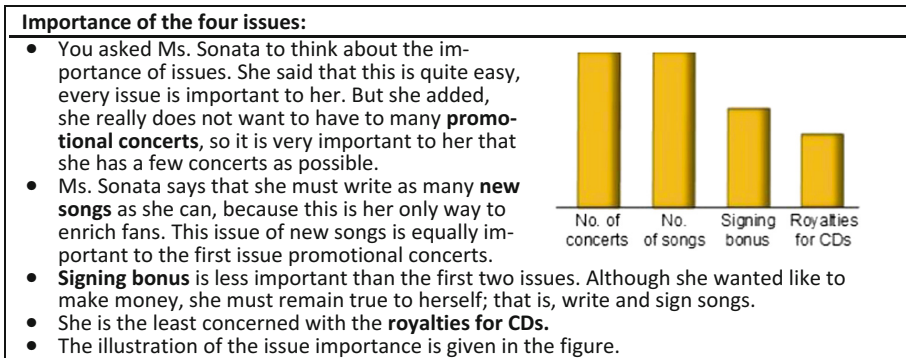 Importance of the four issues:
• You asked Ms. Sonata to think about the im-
portance of issues. She said that this is quite easy,
every issue is important to her. But she added,
she really does not want to have to many promo-
tional concerts, so it is very important to her that
she has a few concerts as possible.
• Ms. Sonata says that she must write as many new
songs as she can, because this is her only way to
enrich fans. This issue of new songs is equally im-
portant to the first issue promotional concerts.
No. of concerts
No. of songs
Signing bonus
Royalties for CDs
• Signing bonus is less important than the first two issues. Although she wanted like to
make money, she must remain true to herself; that is, write and sign songs.
• She is the least concerned with the royalties for CDs.
• The illustration of the issue importance is given in the figure.